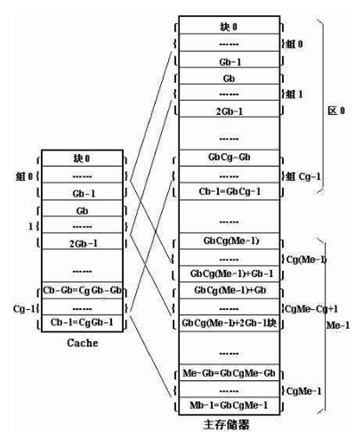 块0
------
Gb-1
组0
Gb
------
2Gb-1
组1
------
区0
GbCg-Gb
------
Cb-1=GbCg-1
组 Cg-1
------
GbCg(Me-1)
------
GbCg(Me-1)+Gb-1
Cg(Me-1)
GbCg(Me-1)+Gb
------
GbCg(Me-1)+2Gb-1块
CgMe-Cg+1
Me-1
------
Me-Gb=GbCgMe-Gb
------
Mb-1=GbCgMe-1
CgMe-1
主存储器
块0
组0
------
Gb-1
Gb
1
------
2Gb-1
------
Cb-Gb=CgGb-Gb
Cg-1
------
Cb-1=CgGb-1
Cache